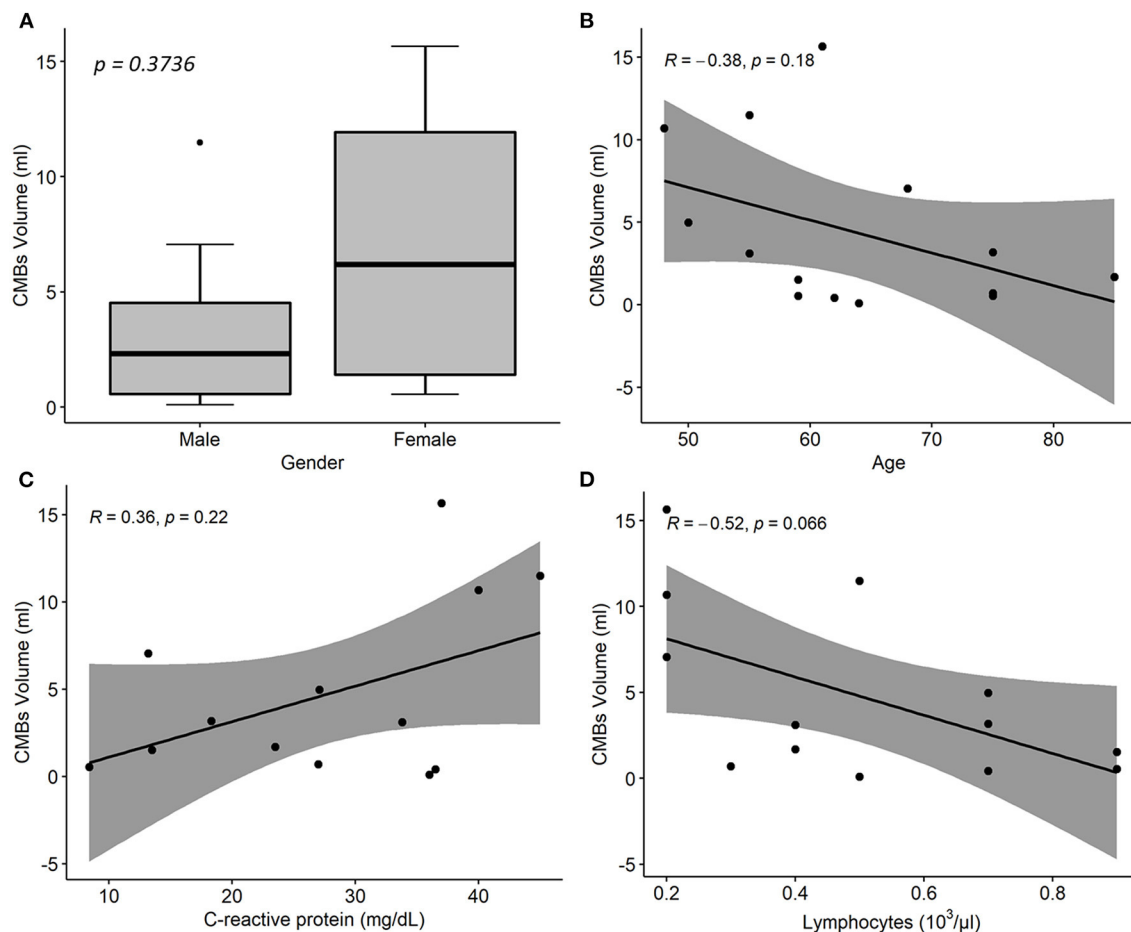 A
p = 0.3736
15
10
5
0
CMBs Volume (ml)
Male Female
Gender
B
R = −0.38, p = 0.18
15
10
5
0
-5
CMBs Volume (ml)
50 60 70 80
Age
C
R = 0.36, p = 0.22
15
10
5
0
-5
CMBs Volume (ml)
10 20 30 40
C-reactive protein (mg/dL)
D
R = −0.52, p = 0.066
15
10
5
0
-5
CMBs Volume (ml)
0.2 0.4 0.6 0.8
Lymphocytes (10³/μl)